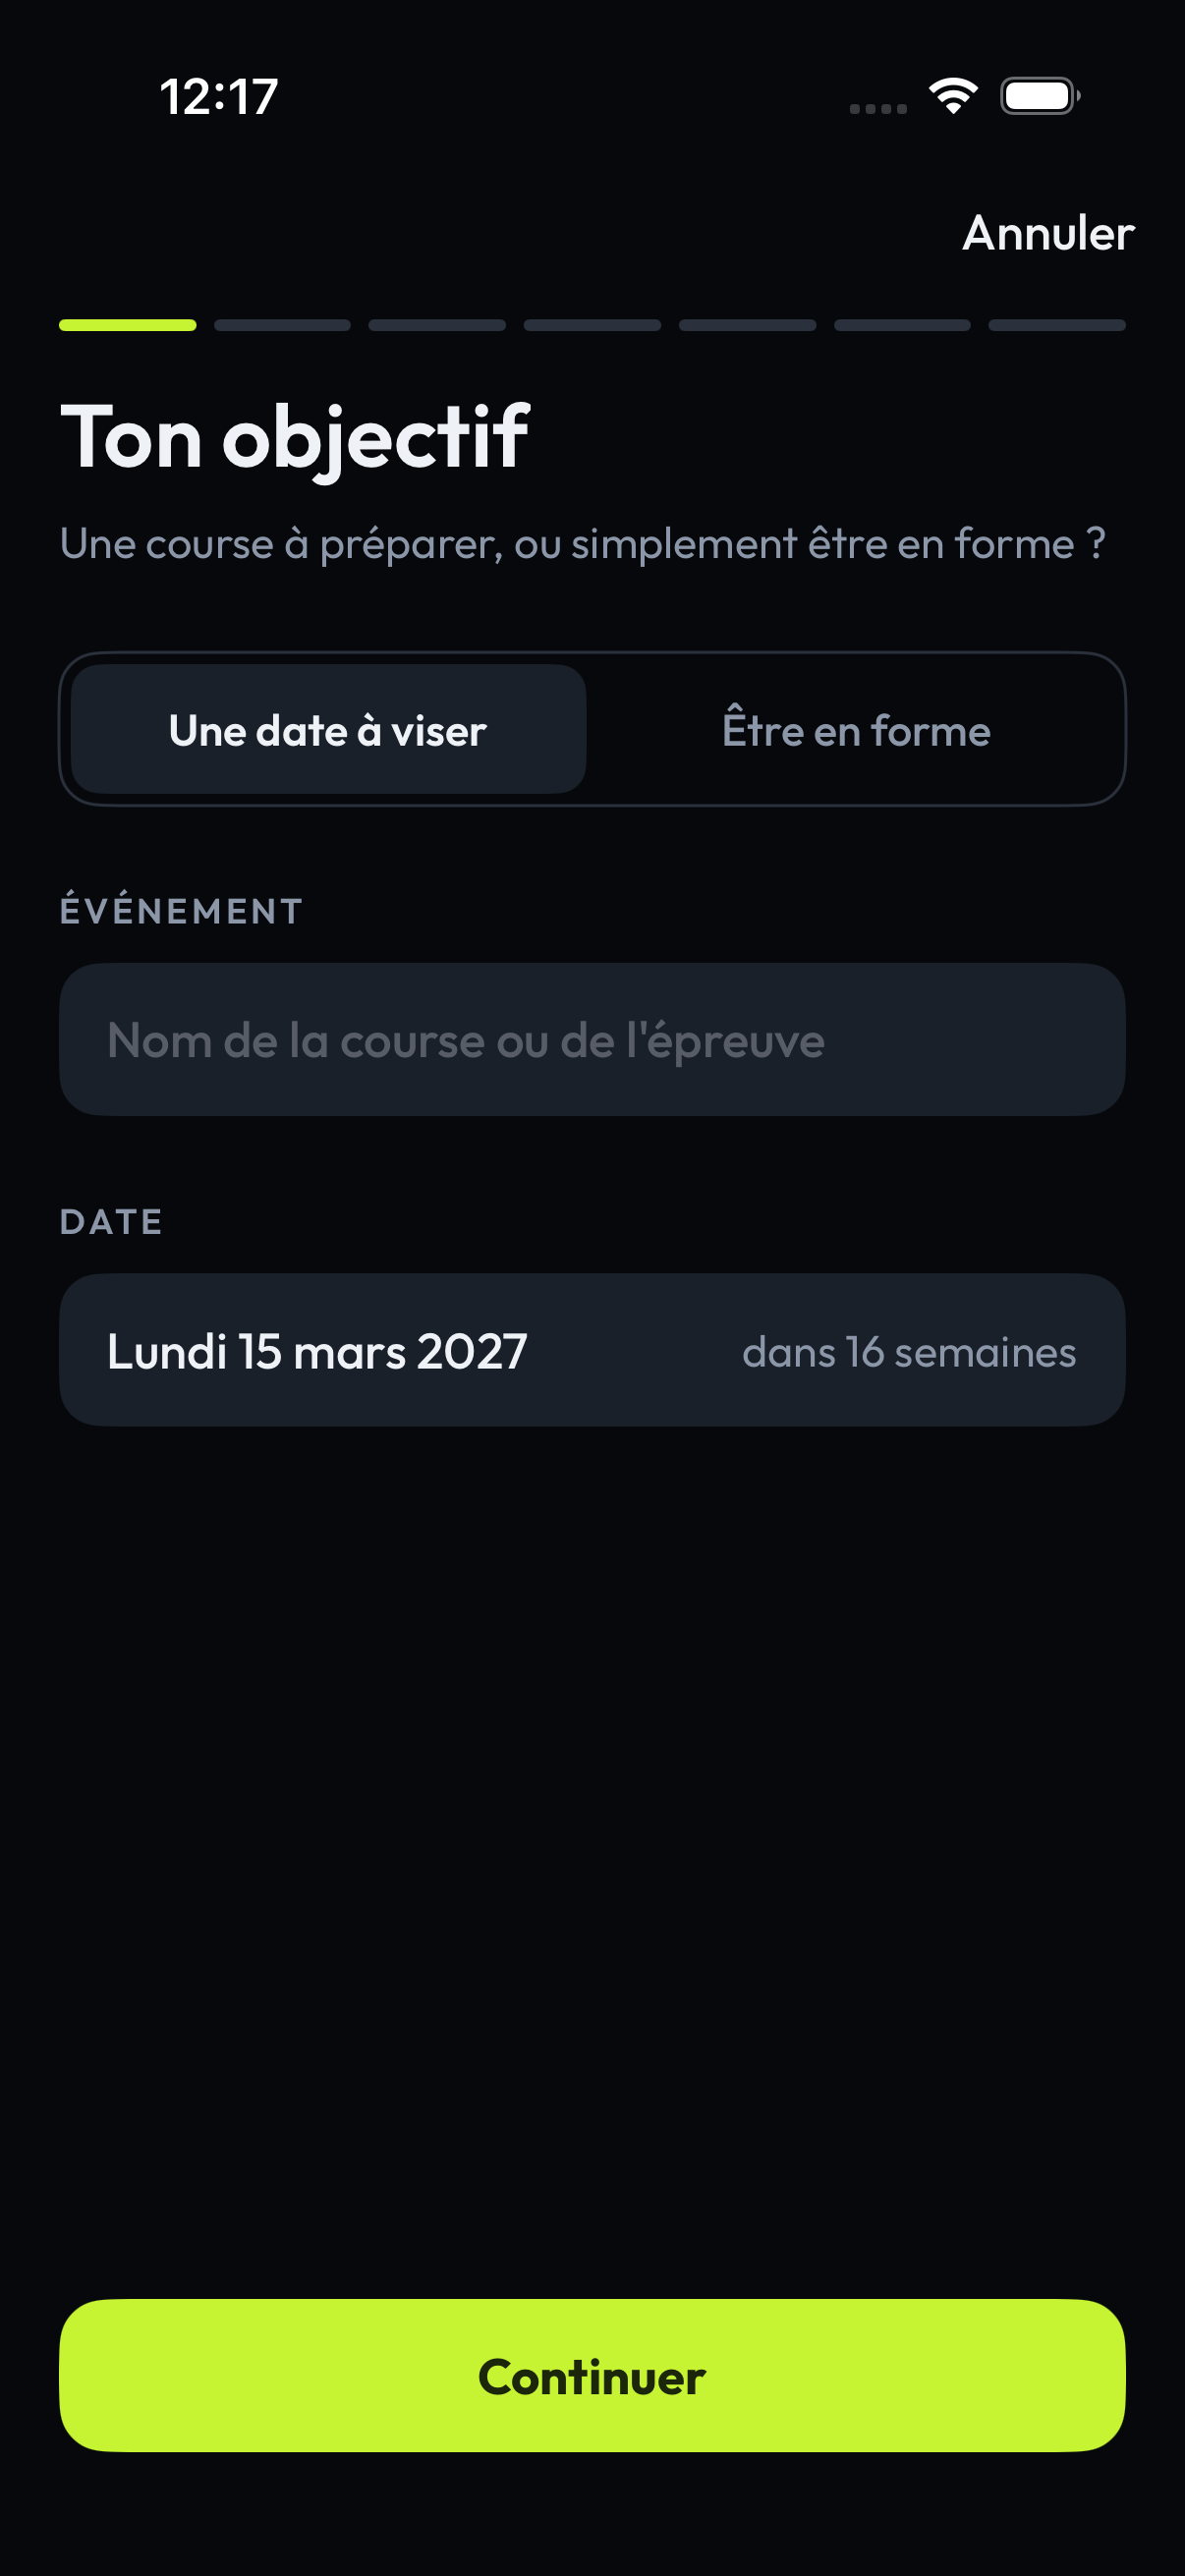 12:17
Annuler
Ton objectif
Une course à préparer, ou simplement être en forme ?
Une date à viser
Être en forme
ÉVÉNEMENT
Nom de la course ou de l'épreuve
DATE
Lundi 15 mars 2027
dans 16 semaines
Continuer